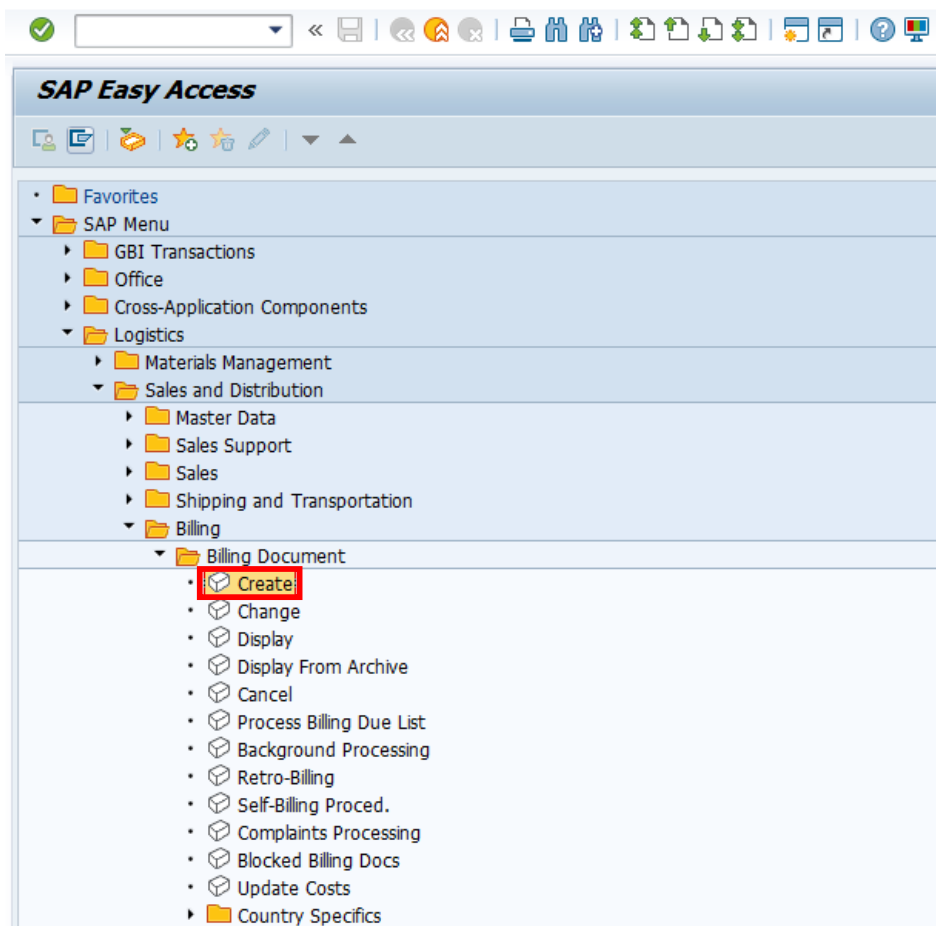 SAP Easy Access
Favorites
SAP Menu
GBI Transactions
Office
Cross-Application Components
Logistics
Materials Management
Sales and Distribution
Master Data
Sales Support
Sales
Shipping and Transportation
Billing
Billing Document
Create
Change
Display
Display From Archive
Cancel
Process Billing Due List
Background Processing
Retro-Billing
Self-Billing Proced.
Complaints Processing
Blocked Billing Docs
Update Costs
Country Specifics